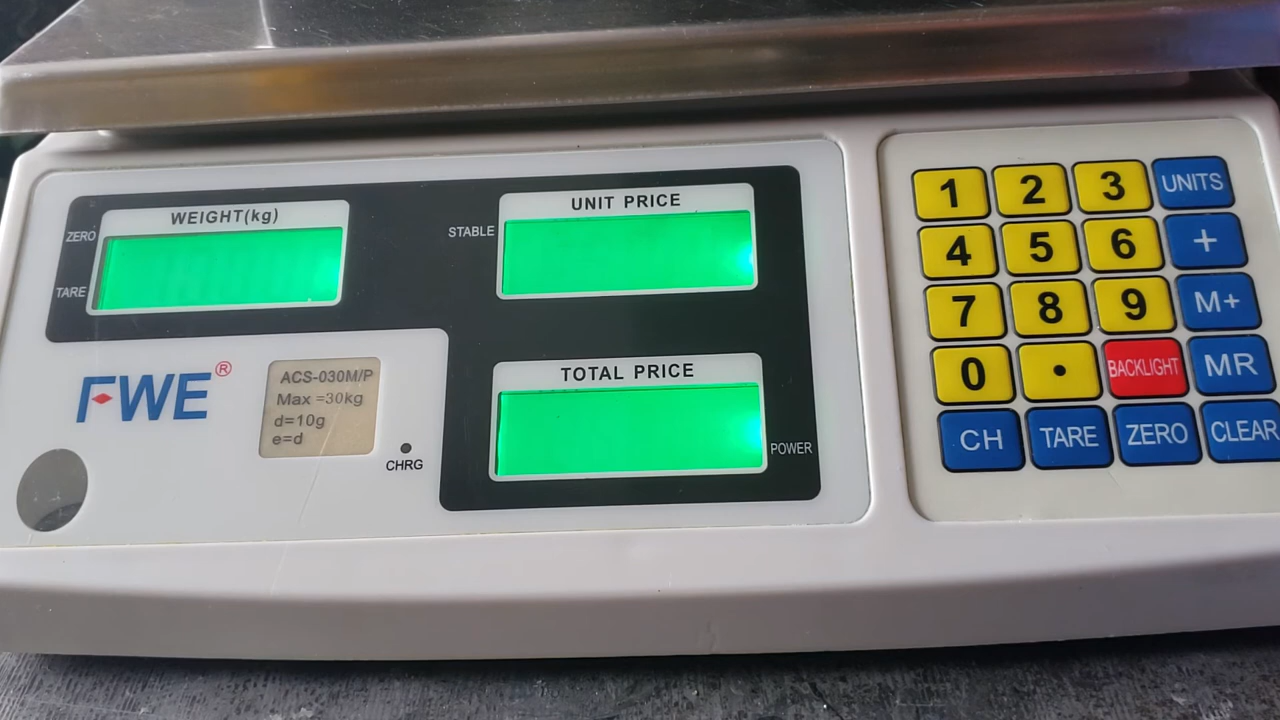 WEIGHT(kg)
ZERO
TARE
UNIT PRICE
STABLE
TOTAL PRICE
POWER
FWE®
ACS-030M/P
Max =30kg
d=10g
e=d
CHRG
1 2 3 UNITS
4 5 6 +
7 8 9 M+
0 . BACKLIGHT MR
CH TARE ZERO CLEAR